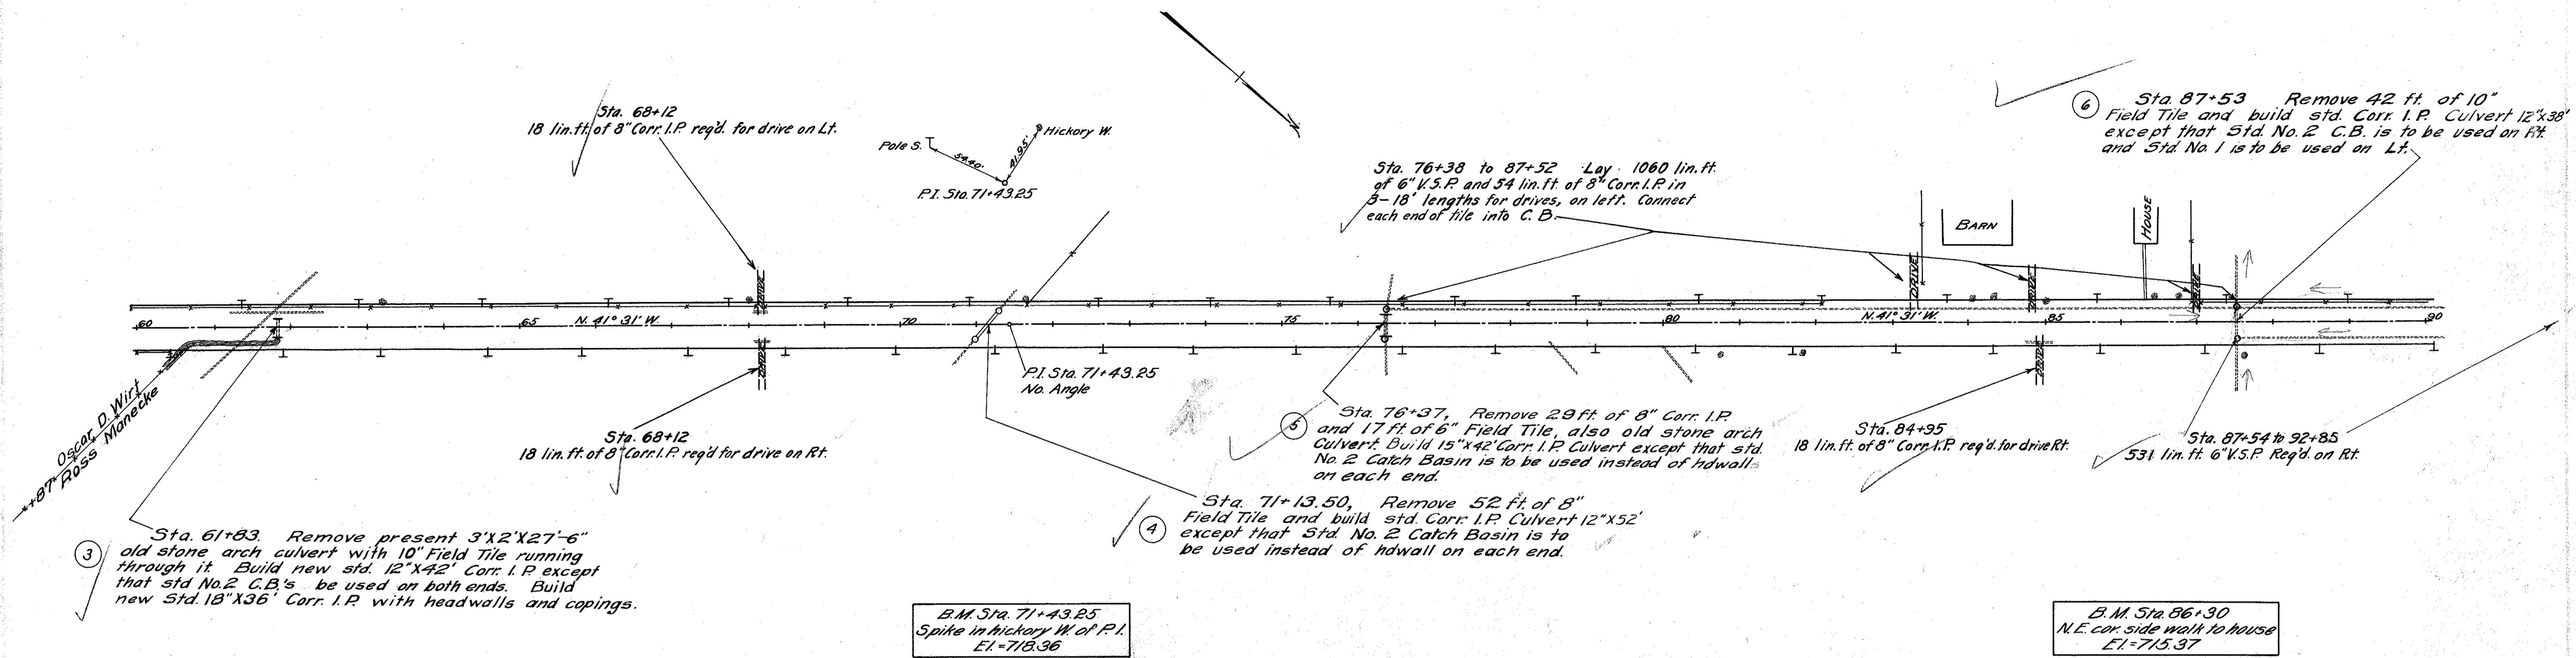 Sta. 68+12
18 lin. ft. of 8" Corr. I.P. req'd. for drive on Lt.
Pole S.
54.40'
41.95'
Hickory W.
P.I. Sta. 71+43.25
Sta. 76+38 to 87+52 Lay 1060 lin. ft.
of 6" V.S.P. and 54 lin. ft. of 8" Corr. I.P. in
3-18' lengths for drives, on left. Connect
each end of tile into C.B.
6 Sta. 87+53 Remove 42 ft. of 10"
Field Tile and build std. Corr. I.P. Culvert 12"X38'
except that Std. No. 2 C.B. is to be used on Rt.
and Std. No. 1 is to be used on Lt.
BARN
HOUSE
DRIVE
DRIVE
DRIVE
DRIVE
60
65
N. 41° 31' W.
70
75
80
N. 41° 31' W.
85
90
DRIVE
DRIVE
P.I. Sta. 71+43.25
No. Angle
Oscar D. Wirt
+87 Ross Manecke
Sta. 68+12
18 lin. ft. of 8" Corr. I.P. req'd for drive on Rt.
5 Sta. 76+37, Remove 29 ft. of 8" Corr. I.P.
and 17 ft. of 6" Field Tile, also old stone arch
Culvert. Build 15"X42' Corr. I.P. Culvert except that std.
No. 2 Catch Basin is to be used instead of hdwalls
on each end.
Sta. 84+95
18 lin. ft. of 8" Corr. I.P. req'd. for drive Rt.
Sta. 87+54 to 92+85
531 lin. ft. 6" V.S.P. Req'd. on Rt.
4 Sta. 71+13.50, Remove 52 ft. of 8"
Field Tile and build std. Corr. I.P. Culvert 12"X52'
except that Std. No. 2 Catch Basin is to
be used instead of hdwall on each end.
3 Sta. 61+83. Remove present 3'X2'X27'-6"
old stone arch culvert with 10" Field Tile running
through it. Build new std. 12"X42' Corr. I.P. except
that std No. 2 C.B.'s be used on both ends. Build
new Std. 18"X36' Corr. I.P. with headwalls and copings.
B.M. Sta. 71+43.25
Spike in hickory W. of P.I.
El.=718.36
B.M. Sta. 86+30
N.E. cor. side walk to house
El.=715.37